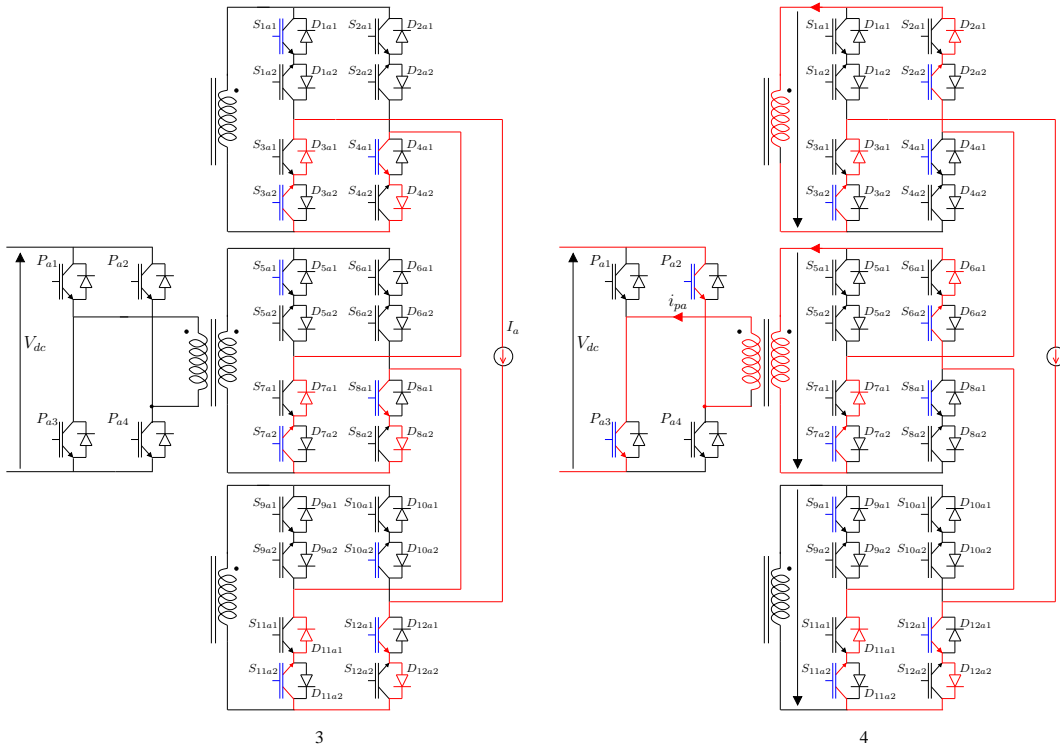 S1a1 D1a1 S2a1 D2a1
S1a2 D1a2 S2a2 D2a2
S3a1 D3a1 S4a1 D4a1
S3a2 D3a2 S4a2 D4a2
Pa1 Pa2
S5a1 D5a1 S6a1 D6a1
S5a2 D5a2 S6a2 D6a2
Vdc
Ia
S7a1 D7a1 S8a1 D8a1
Pa3 Pa4
S7a2 D7a2 S8a2 D8a2
S9a1 D9a1 S10a1 D10a1
S9a2 D9a2 S10a2 D10a2
S11a1 D11a1 S12a1 D12a1
S11a2 D11a2 S12a2 D12a2
3
S1a1 D1a1 S2a1 D2a1
S1a2 D1a2 S2a2 D2a2
S3a1 D3a1 S4a1 D4a1
S3a2 D3a2 S4a2 D4a2
Pa1 Pa2
S5a1 D5a1 S6a1 D6a1
ipa
S5a2 D5a2 S6a2 D6a2
Vdc
S7a1 D7a1 S8a1 D8a1
Pa3 Pa4
S7a2 D7a2 S8a2 D8a2
S9a1 D9a1 S10a1 D10a1
S9a2 D9a2 S10a2 D10a2
S11a1 D11a1 S12a1 D12a1
S11a2 D11a2 S12a2 D12a2
4